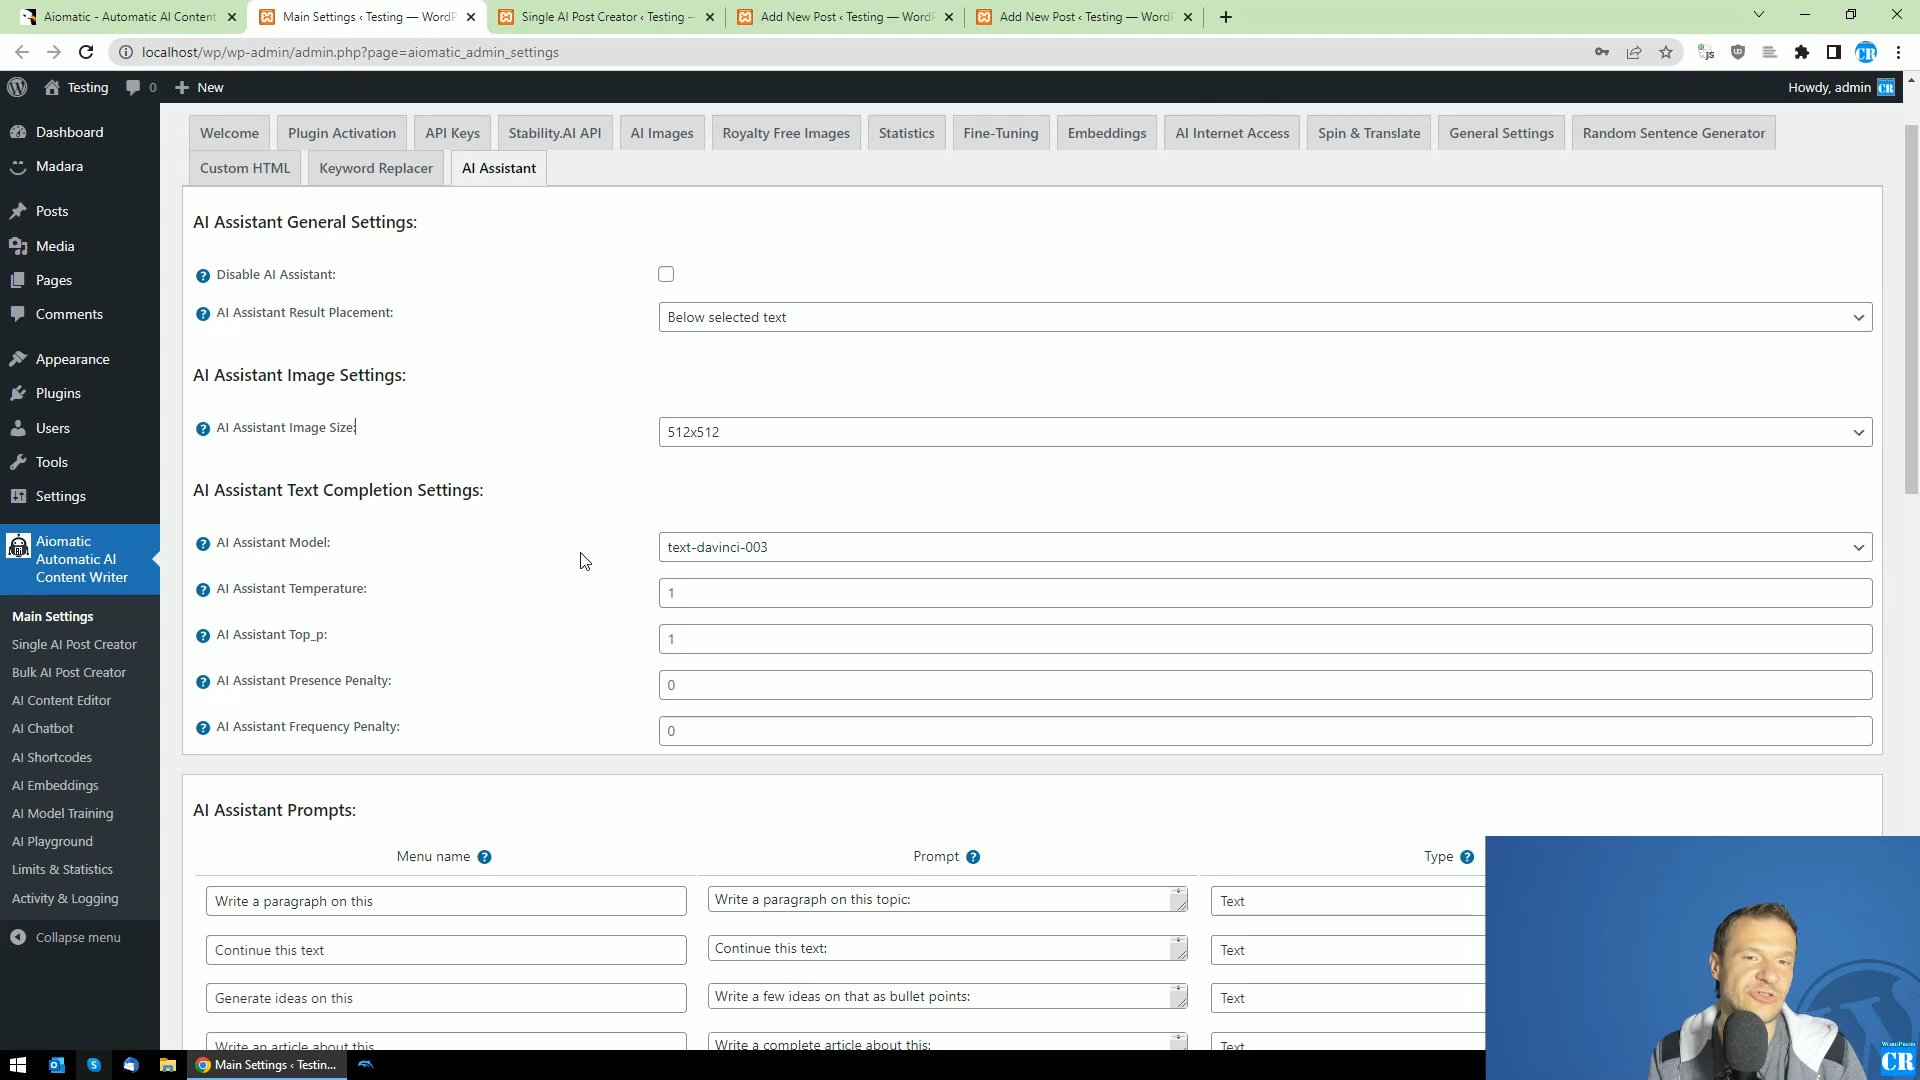 Aiomatic - Automatic AI Content
Main Settings ‹ Testing — WordP
Single AI Post Creator ‹ Testing —
Add New Post ‹ Testing — WordP
Add New Post ‹ Testing — WordP
localhost/wp/wp-admin/admin.php?page=aiomatic_admin_settings
Testing 0 New
Howdy, admin
Dashboard
Madara
Posts
Media
Pages
Comments
Appearance
Plugins
Users
Tools
Settings
Aiomatic
Automatic AI
Content Writer
Main Settings
Single AI Post Creator
Bulk AI Post Creator
AI Content Editor
AI Chatbot
AI Shortcodes
AI Embeddings
AI Model Training
AI Playground
Limits & Statistics
Activity & Logging
Collapse menu
Welcome Plugin Activation API Keys Stability.AI API AI Images Royalty Free Images Statistics Fine-Tuning Embeddings AI Internet Access Spin & Translate General Settings Random Sentence Generator
Custom HTML Keyword Replacer AI Assistant
AI Assistant General Settings:
Disable AI Assistant:
AI Assistant Result Placement: Below selected text
AI Assistant Image Settings:
AI Assistant Image Size: 512x512
AI Assistant Text Completion Settings:
AI Assistant Model: text-davinci-003
AI Assistant Temperature: 1
AI Assistant Top_p: 1
AI Assistant Presence Penalty: 0
AI Assistant Frequency Penalty: 0
AI Assistant Prompts:
Menu name Prompt Type
Write a paragraph on this Write a paragraph on this topic: Text
Continue this text Continue this text: Text
Generate ideas on this Write a few ideas on that as bullet points: Text
Write an article about this Write a complete article about this: Text
Main Settings ‹ Testin...
WORDPRESS
CR